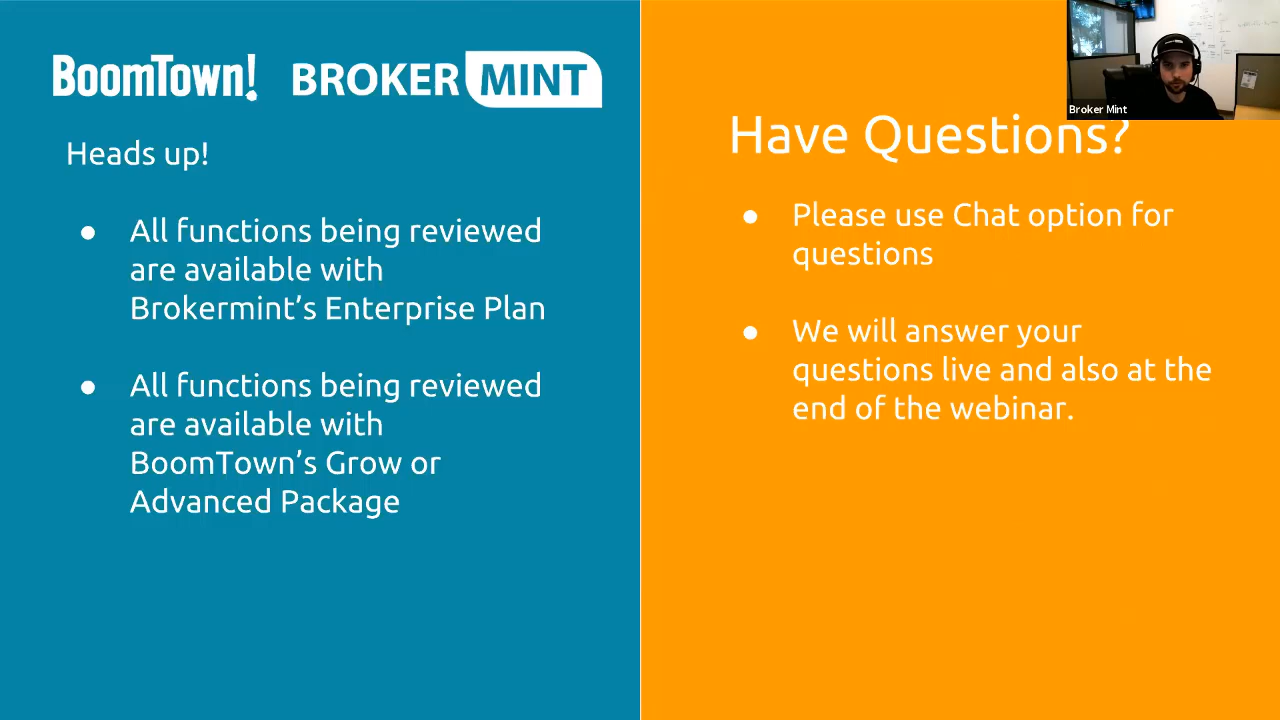 BOOMTOWN! BROKER MINT
Heads up!
● All functions being reviewed
are available with
Brokermint’s Enterprise Plan
● All functions being reviewed
are available with
BoomTown’s Grow or
Advanced Package
Broker Mint
Have Questions?
● Please use Chat option for
questions
● We will answer your
questions live and also at the
end of the webinar.